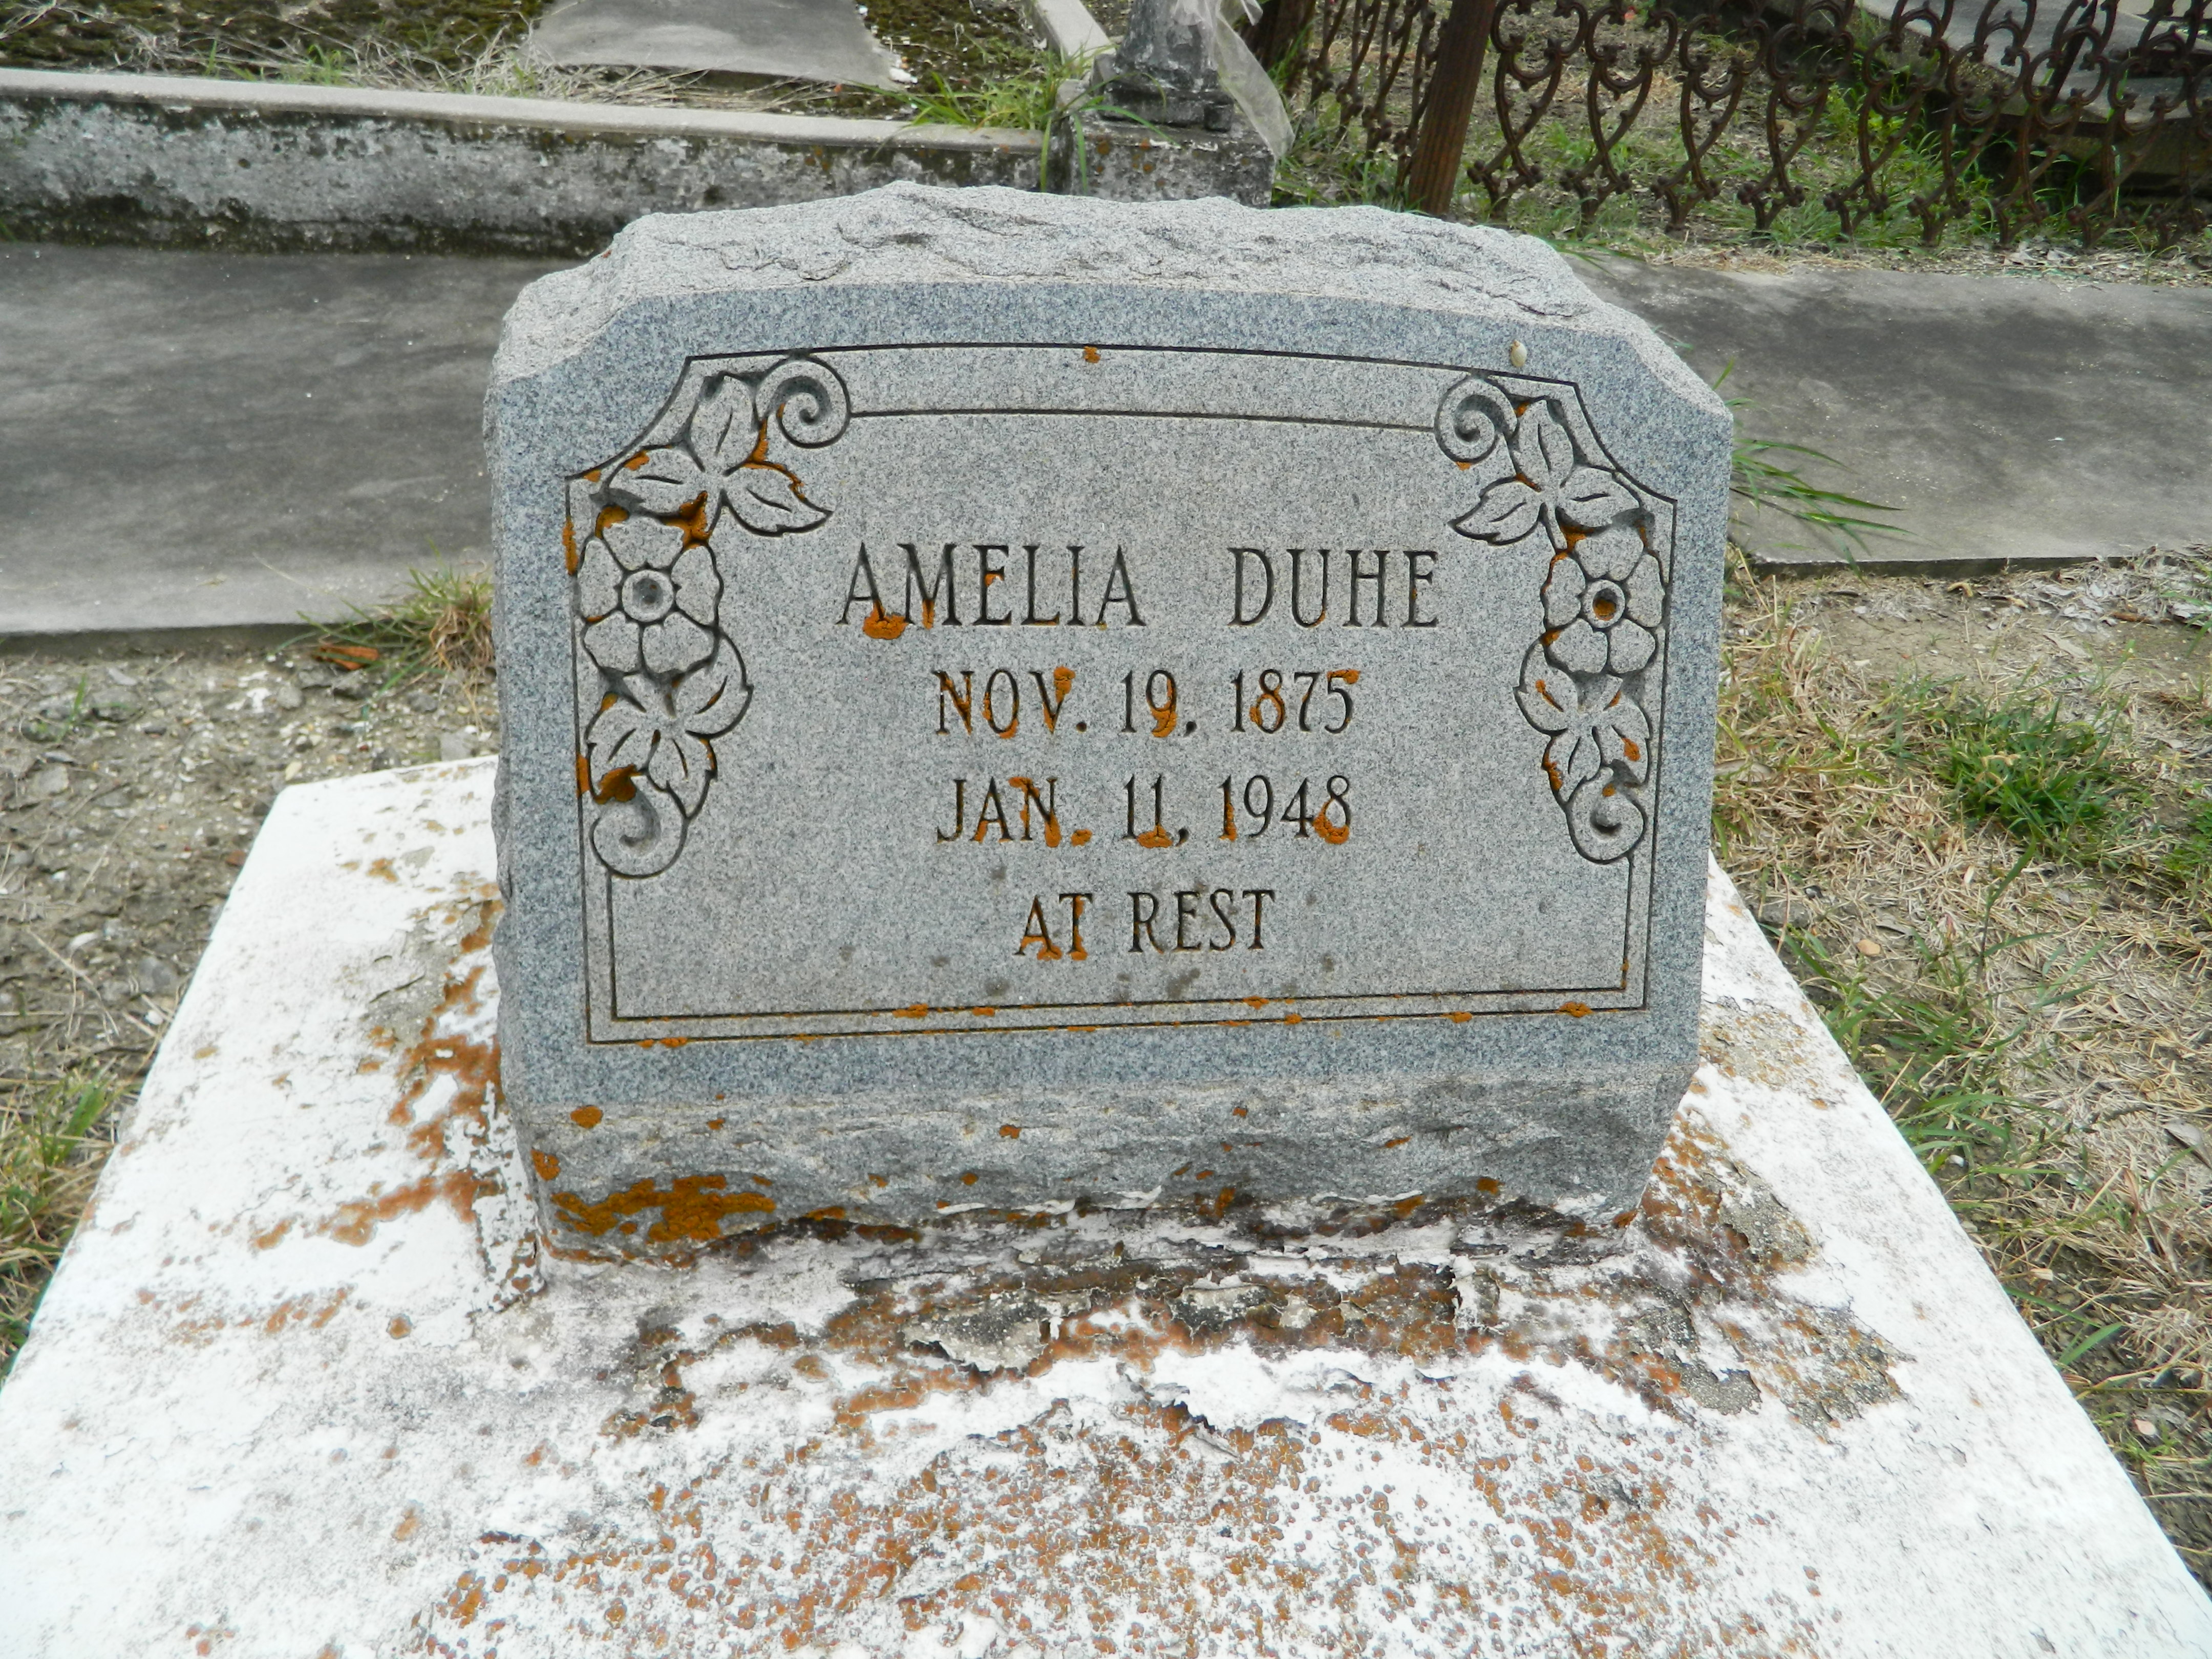 AMELIA DUHE
NOV. 19, 1875
JAN. 11, 1948
AT REST